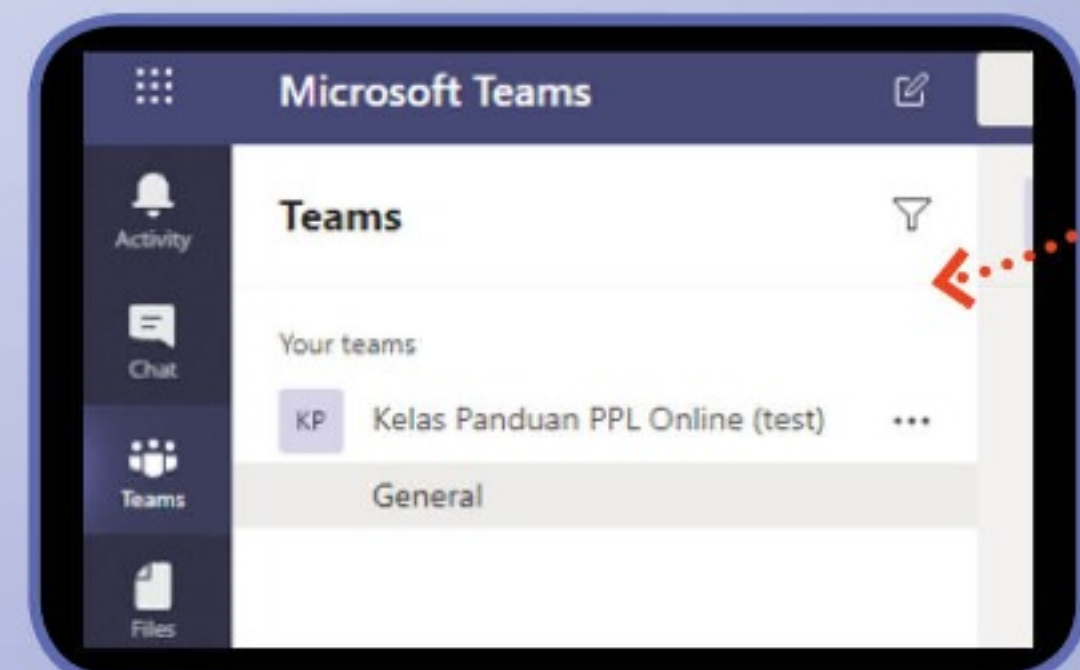 Microsoft Teams
Activity
Chat
Teams
Files
Teams
Your teams
KP Kelas Panduan PPL Online (test) ...
General